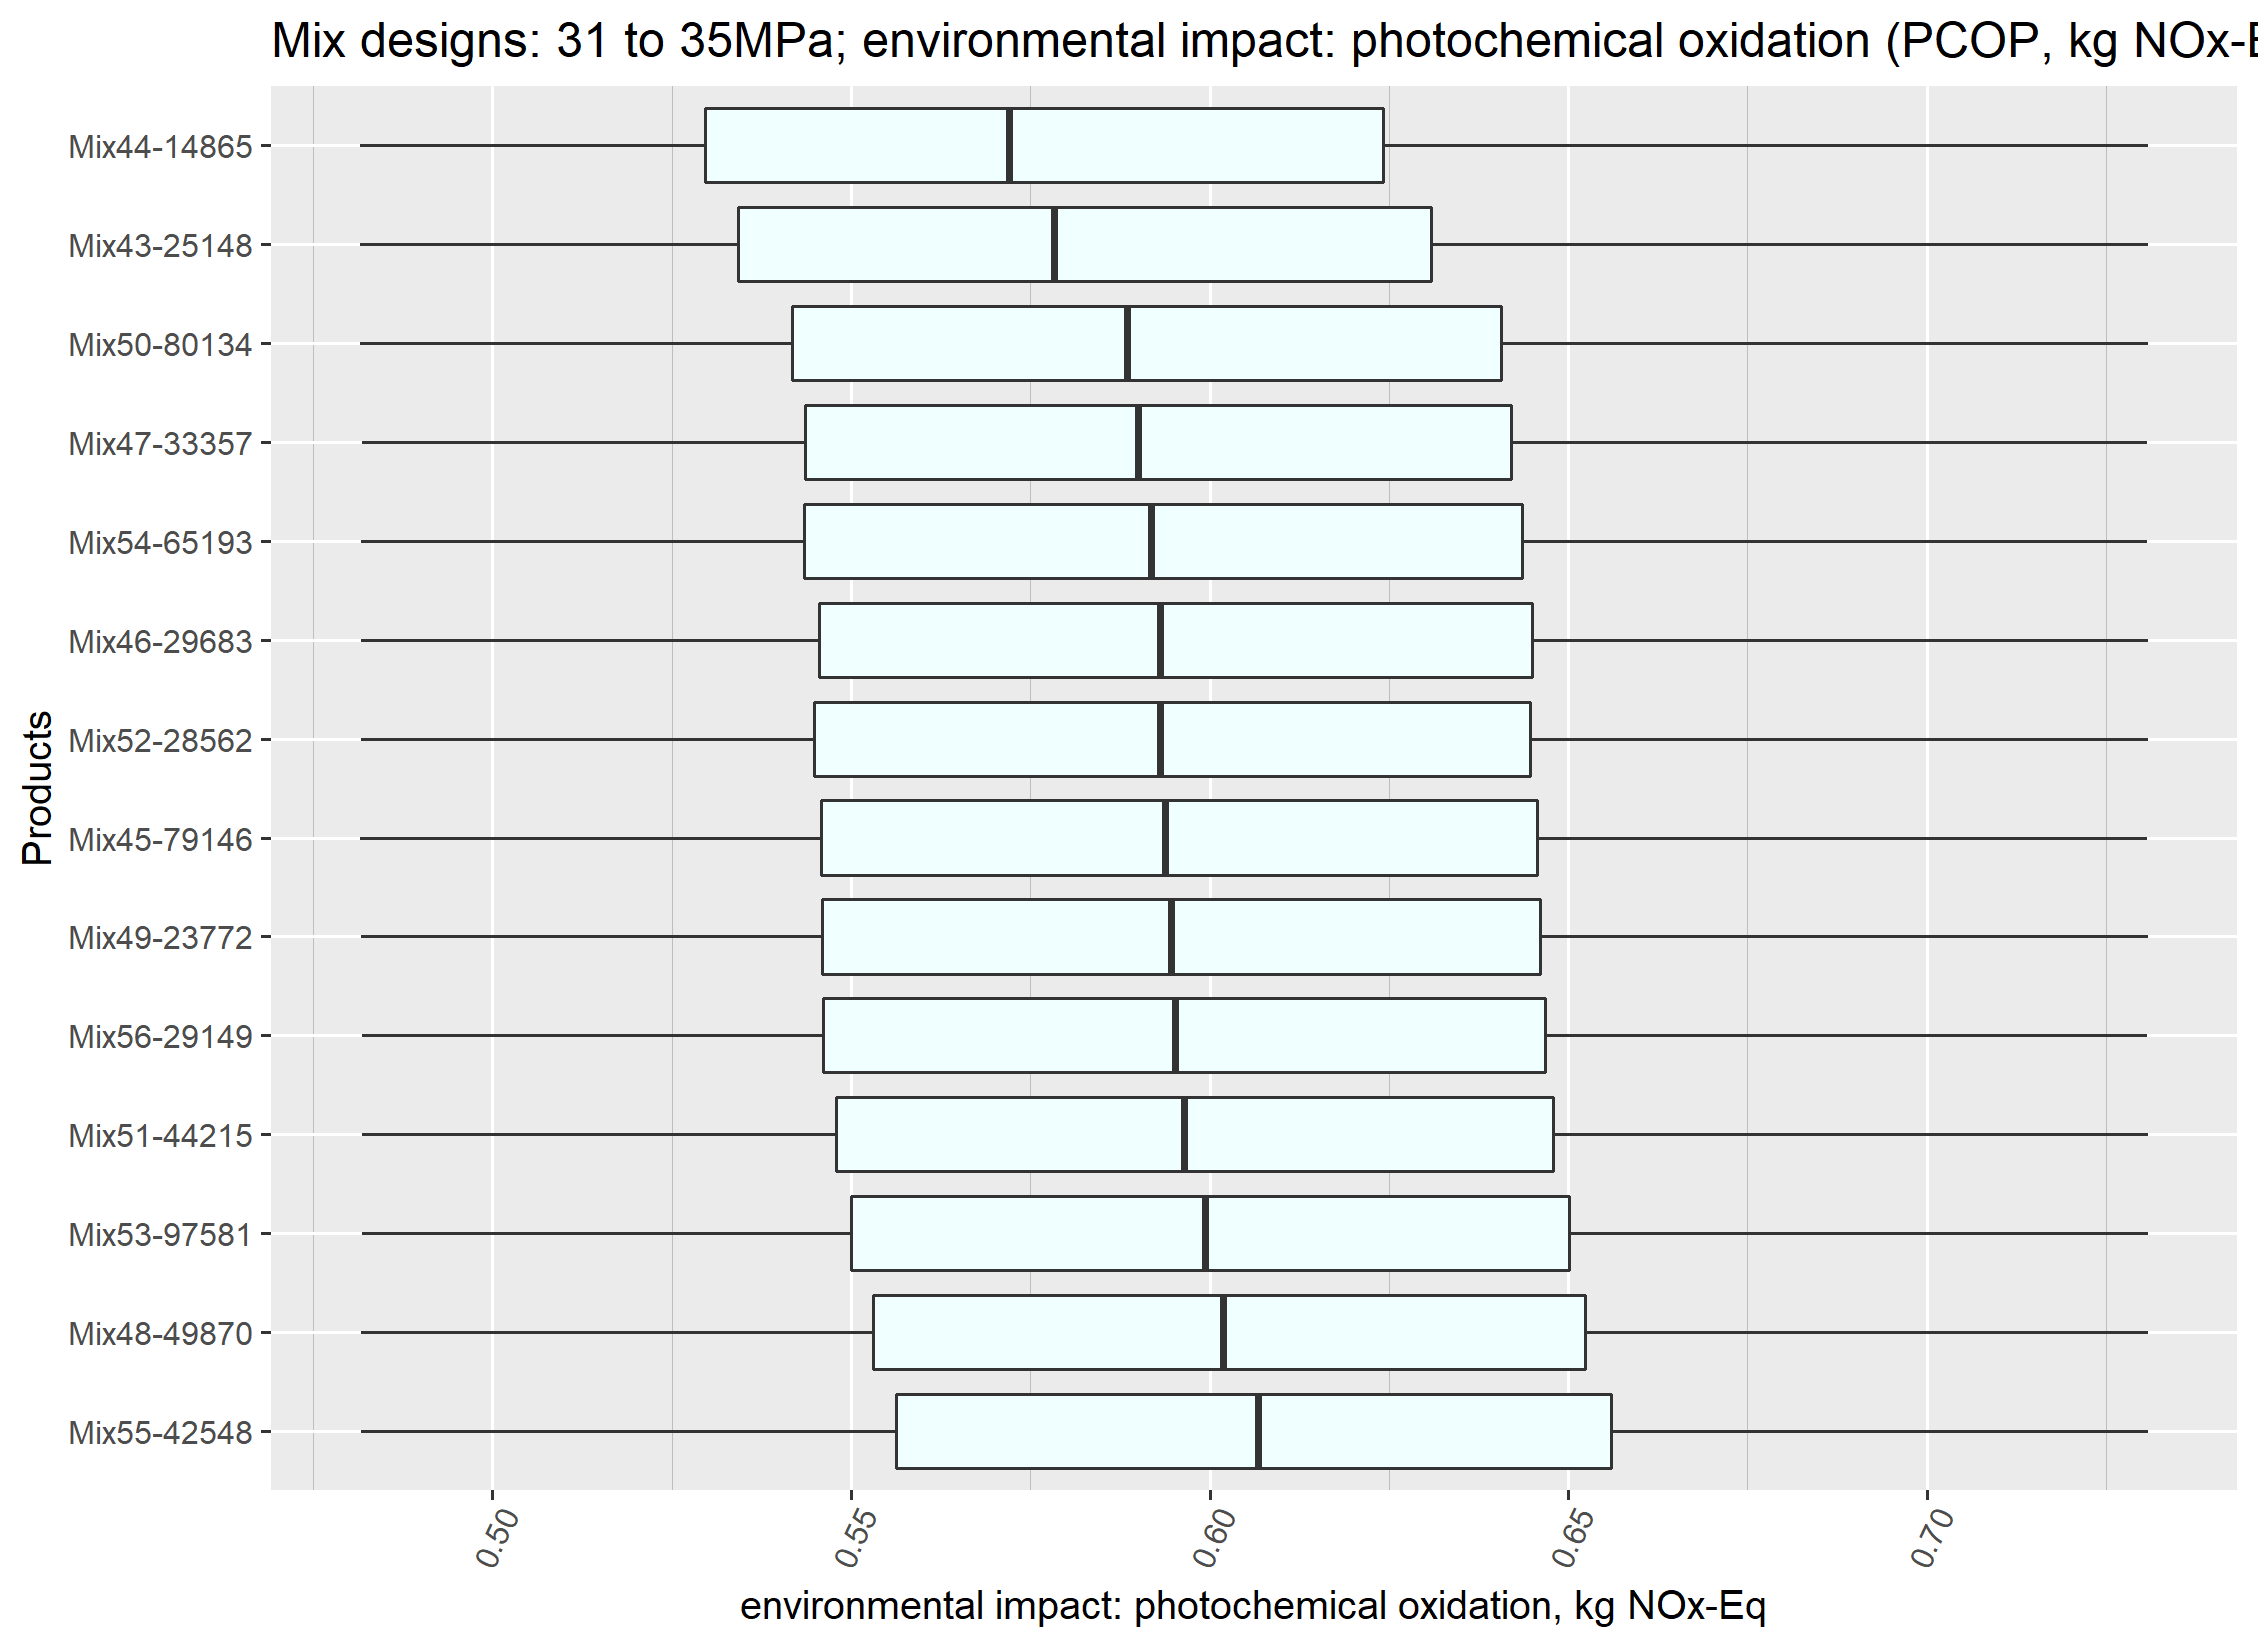 Mix designs: 31 to 35MPa; environmental impact: photochemical oxidation (PCOP, kg NOx-E
Mix44-14865
Mix43-25148
Mix50-80134
Mix47-33357
Mix54-65193
Mix46-29683
Mix52-28562
Mix45-79146
Mix49-23772
Mix56-29149
Mix51-44215
Mix53-97581
Mix48-49870
Mix55-42548
Products
0.50 0.55 0.60 0.65 0.70
environmental impact: photochemical oxidation, kg NOx-Eq